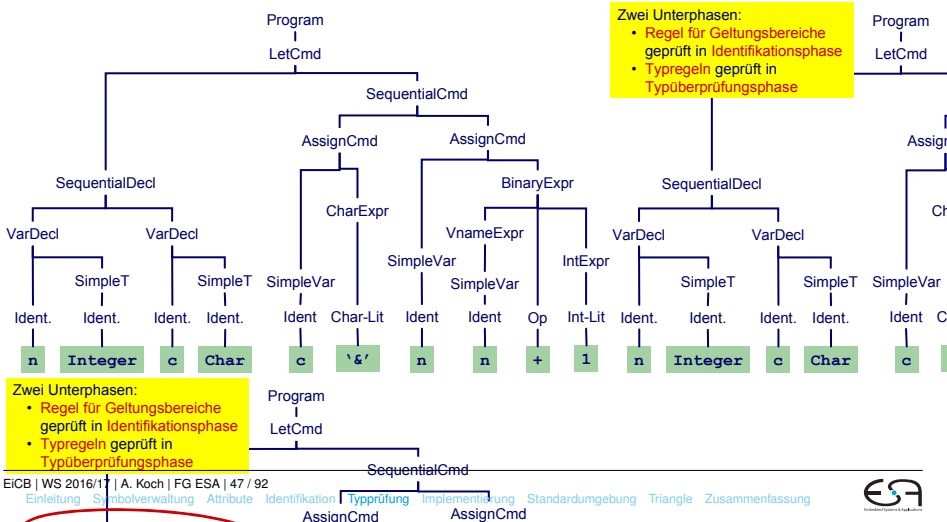 Program
LetCmd
SequentialCmd
AssignCmd AssignCmd
SequentialDecl BinaryExpr
CharExpr
VarDecl VarDecl VnameExpr
SimpleVar IntExpr
SimpleT SimpleT SimpleVar SimpleVar
Ident. Ident. Ident. Ident. Ident Char-Lit Ident Ident Op Int-Lit
n Integer c Char c ‘&’ n n + 1
Zwei Unterphasen:
• Regel für Geltungsbereiche
geprüft in Identifikationsphase
• Typregeln geprüft in
Typüberprüfungsphase
Program
LetCmd
SequentialDecl
VarDecl VarDecl
SimpleT SimpleT SimpleVar
Ident. Ident. Ident. Ident. Ident
n Integer c Char c
Zwei Unterphasen:
• Regel für Geltungsbereiche
geprüft in Identifikationsphase
• Typregeln geprüft in
Typüberprüfungsphase
Program
LetCmd
SequentialCmd
EiCB | WS 2016/17 | A. Koch | FG ESA | 47 / 92
Einleitung Symbolverwaltung Attribute Identifikation Typprüfung Implementierung Standardumgebung Triangle Zusammenfassung
AssignCmd AssignCmd
ESA
Embedded Systems & Applications